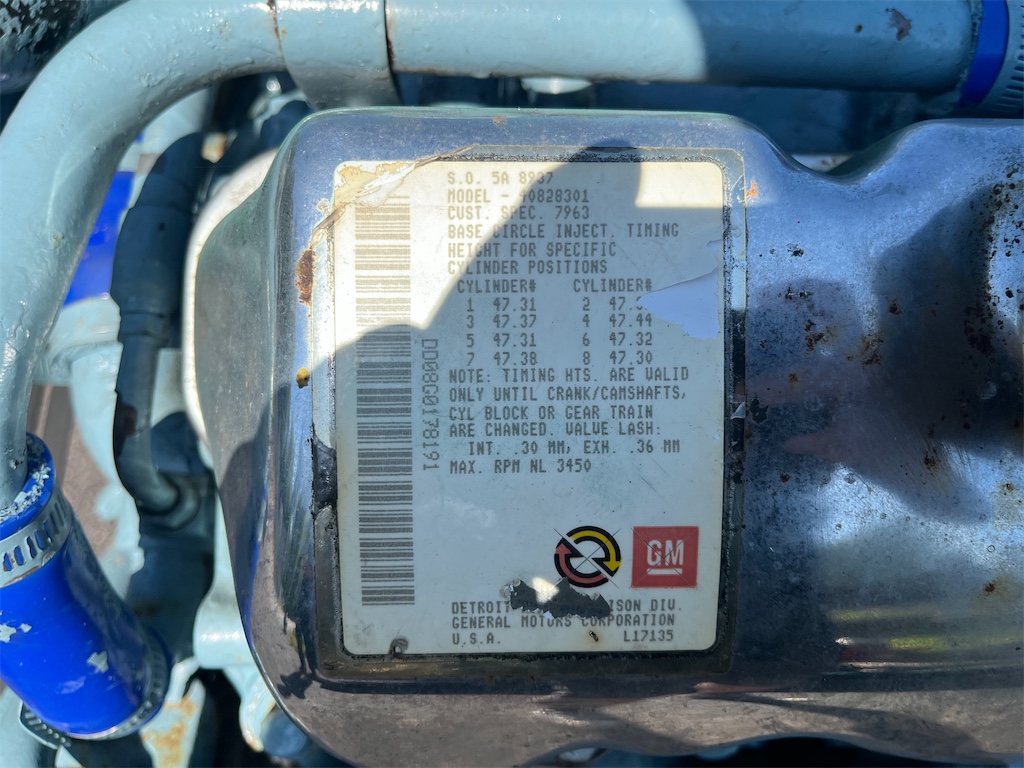 S.O. 5A 8937
MODEL - 40828301
CUST. SPEC. 7963
BASE CIRCLE INJECT. TIMING
HEIGHT FOR SPECIFIC
CYLINDER POSITIONS
CYLINDER# CYLINDER#
1 47.31 2
3 47.37 4 47.44
5 47.31 6 47.32
7 47.38 8 47.30
NOTE: TIMING HTS. ARE VALID
ONLY UNTIL CRANK/CAMSHAFTS,
CYL BLOCK OR GEAR TRAIN
ARE CHANGED. VALVE LASH:
INT. .30 MM, EXH. .36 MM
MAX. RPM NL 3450
DD08G0178191
GM
DETROIT DIV.
GENERAL MOTORS CORPORATION
U.S.A. L17135